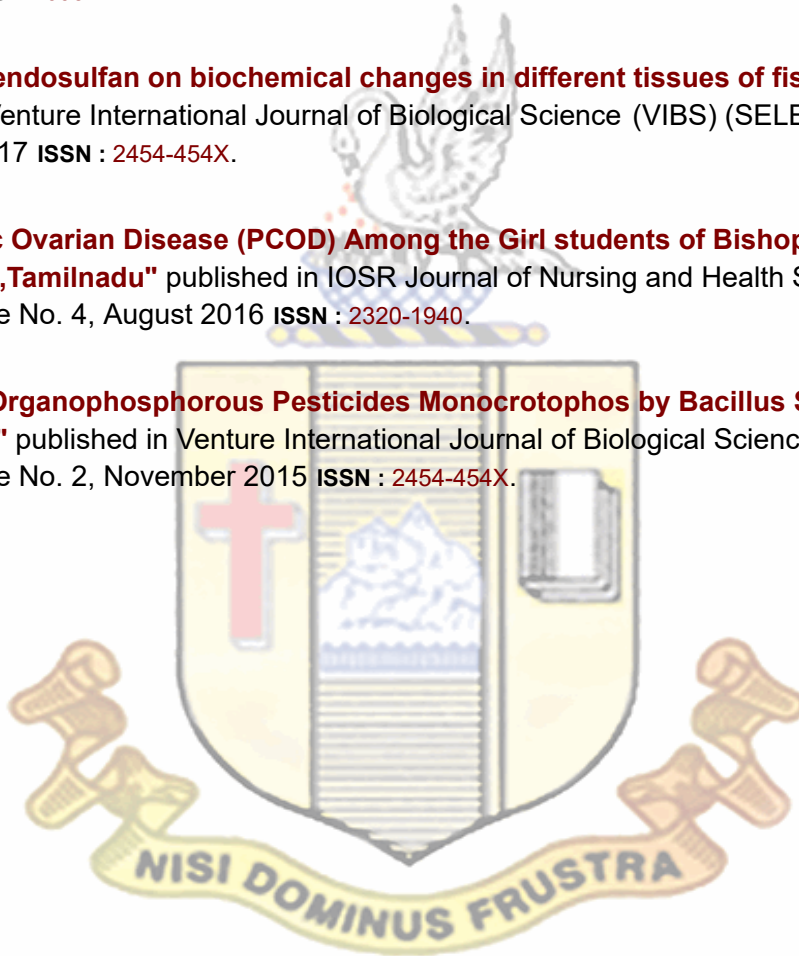 endosulfan on biochemical changes in different tissues of fis
Venture International Journal of Biological Science (VIBS) (SELE
17 ISSN : 2454-454X.
c Ovarian Disease (PCOD) Among the Girl students of Bishop
,Tamilnadu" published in IOSR Journal of Nursing and Health S
e No. 4, August 2016 ISSN : 2320-1940.
Organophosphorous Pesticides Monocrotophos by Bacillus S
" published in Venture International Journal of Biological Scienc
e No. 2, November 2015 ISSN : 2454-454X.
NISI DOMINUS FRUSTRA